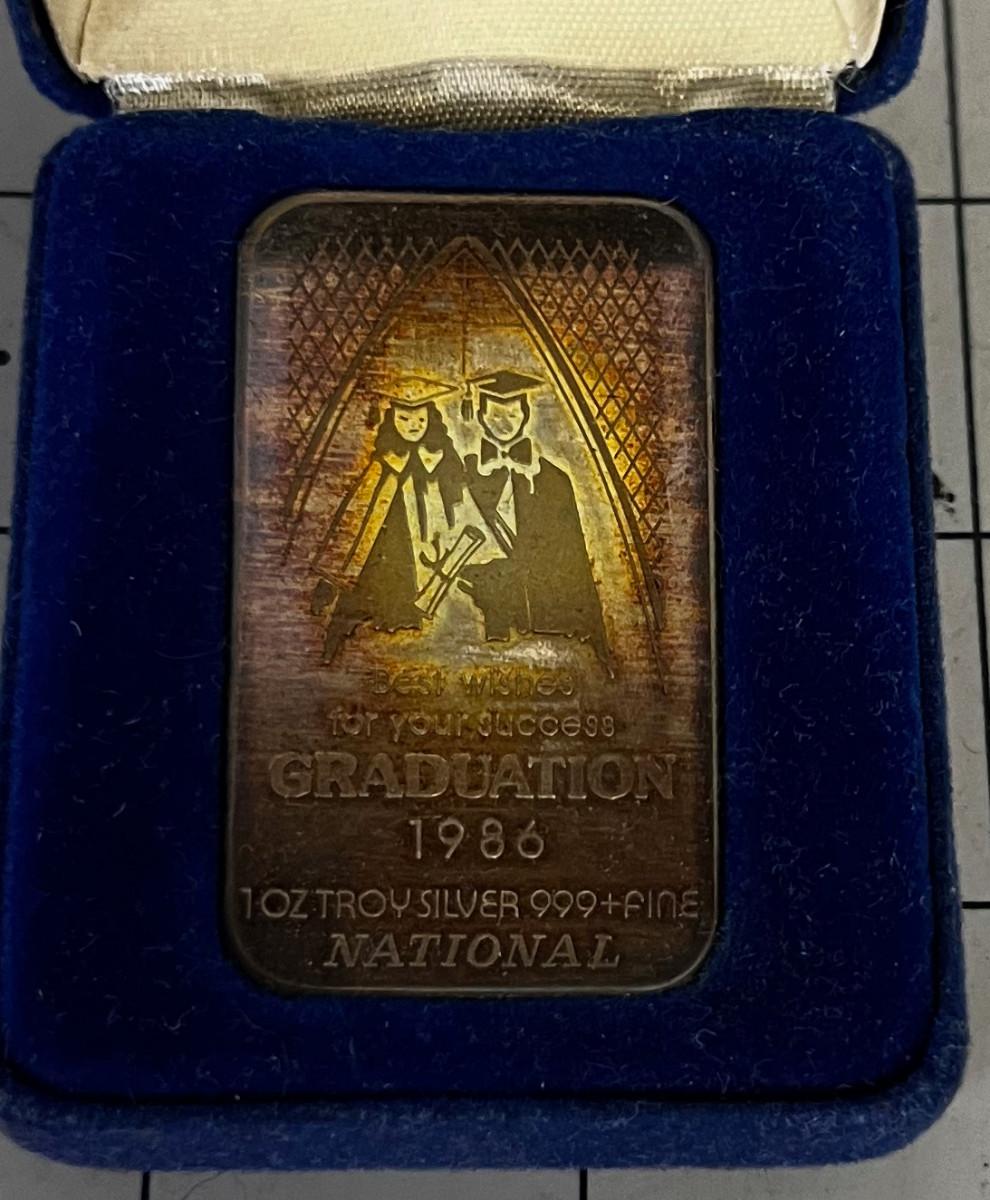 Best wishes
for your success
GRADUATION
1986
1 OZ TROY SILVER 999+FINE
NATIONAL